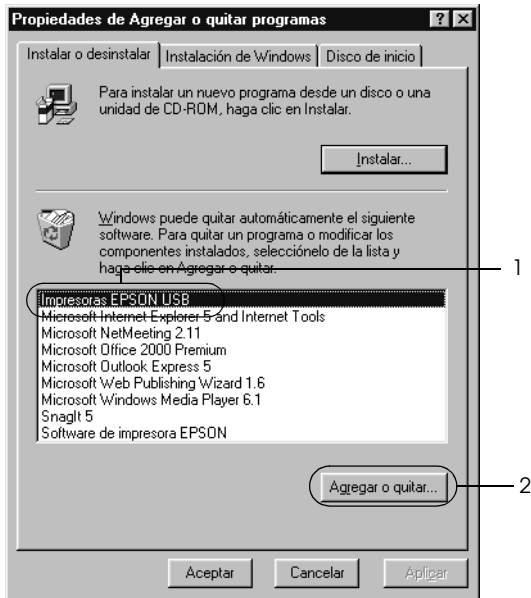 Propiedades de Agregar o quitar programas
Instalar o desinstalar
Instalación de Windows
Disco de inicio
Para instalar un nuevo programa desde un disco o una
unidad de CD-ROM, haga clic en Instalar.
Instalar...
Windows puede quitar automáticamente el siguiente
software. Para quitar un programa o modificar los
componentes instalados, selecciónelo de la lista y
haga clic en Agregar o quitar.
1
Impresoras EPSON USB
Microsoft Internet Explorer 5 and Internet Tools
Microsoft NetMeeting 2.11
Microsoft Office 2000 Premium
Microsoft Outlook Express 5
Microsoft Web Publishing Wizard 1.6
Microsoft Windows Media Player 6.1
SnagIt 5
Software de impresora EPSON
Agregar o quitar...
2
Aceptar
Cancelar
Aplicar